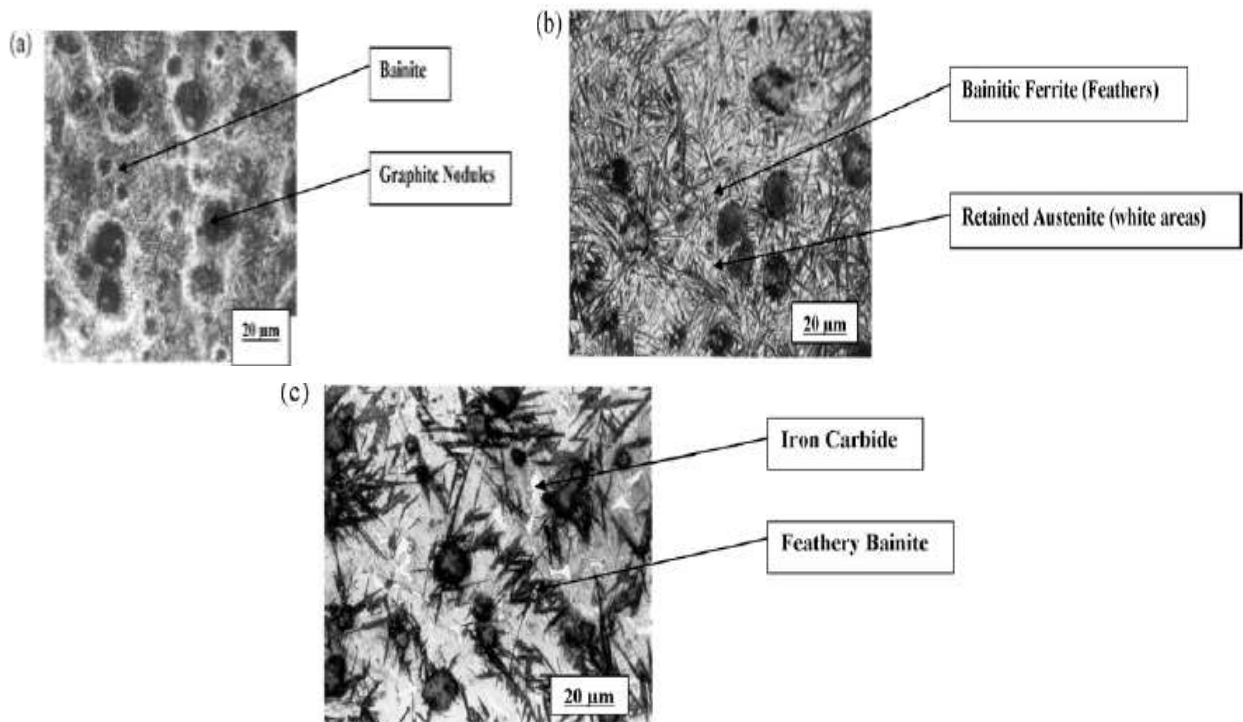 (a)
Bainite
Graphite Nodules
20 µm
(b)
Bainitic Ferrite (Feathers)
Retained Austenite (white areas)
20 µm
(c)
Iron Carbide
Feathery Bainite
20 µm